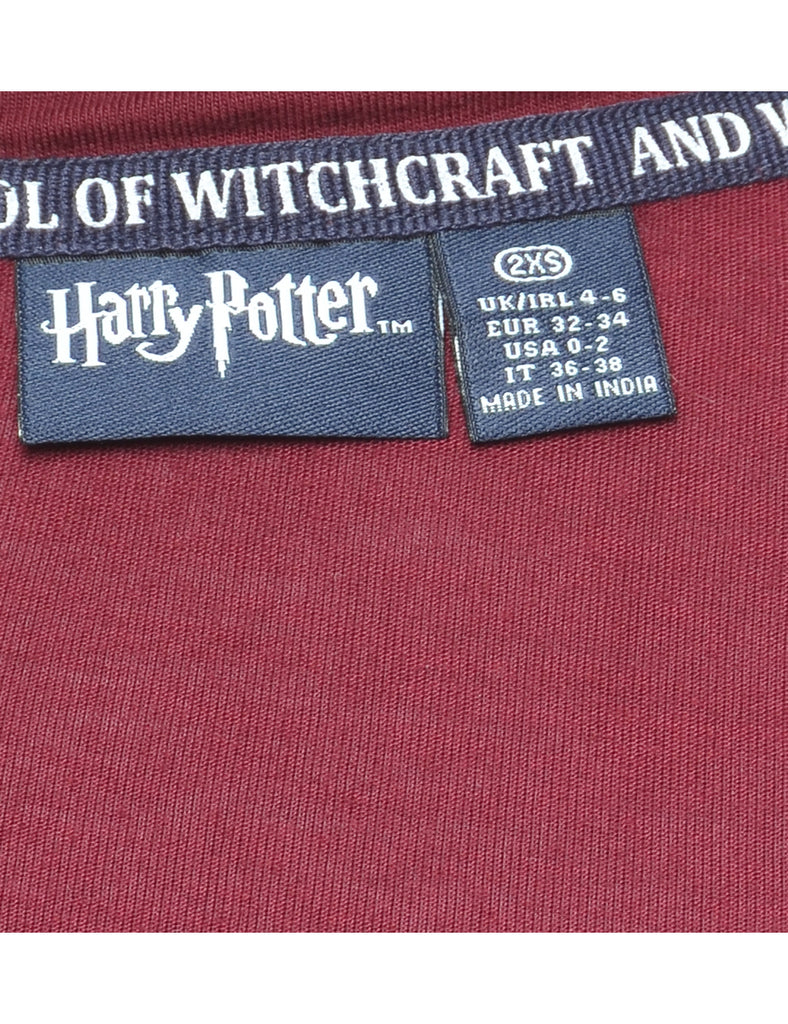 OL OF WITCHCRAFT AND W
Harry Potter™
2XS
UK/IRL 4-6
EUR 32-34
USA 0-2
IT 36-38
MADE IN INDIA